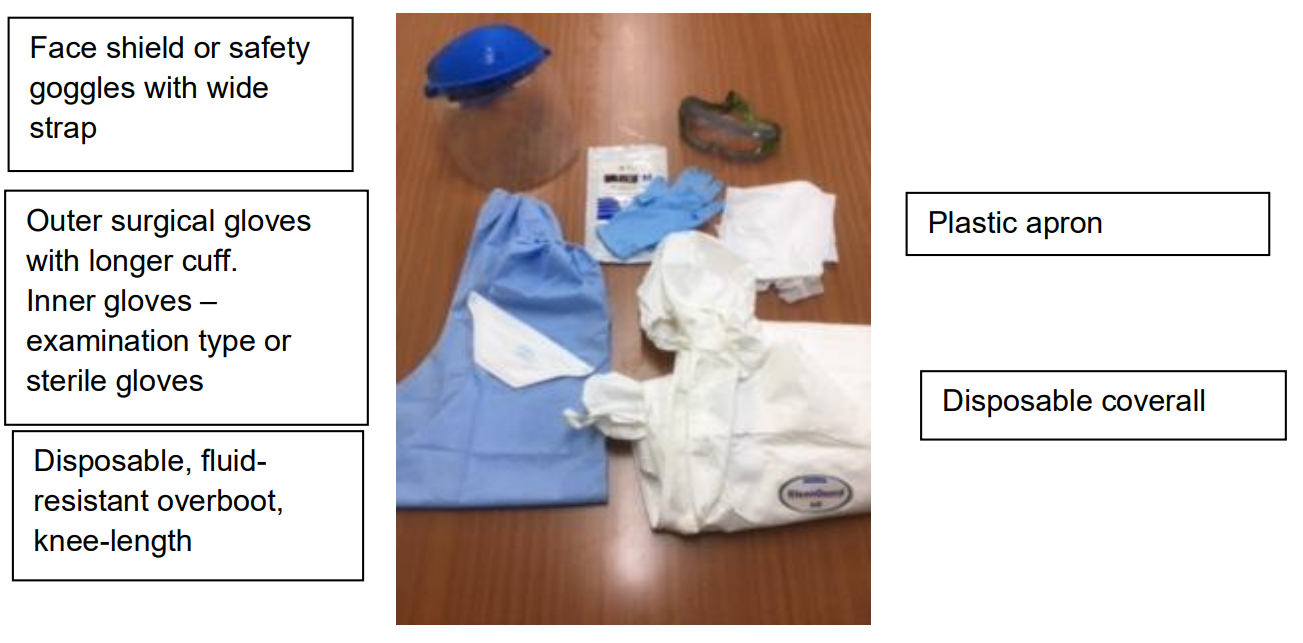 Face shield or safety
goggles with wide
strap
Outer surgical gloves
with longer cuff.
Inner gloves –
examination type or
sterile gloves
Disposable, fluid-
resistant overboot,
knee-length
Plastic apron
Disposable coverall